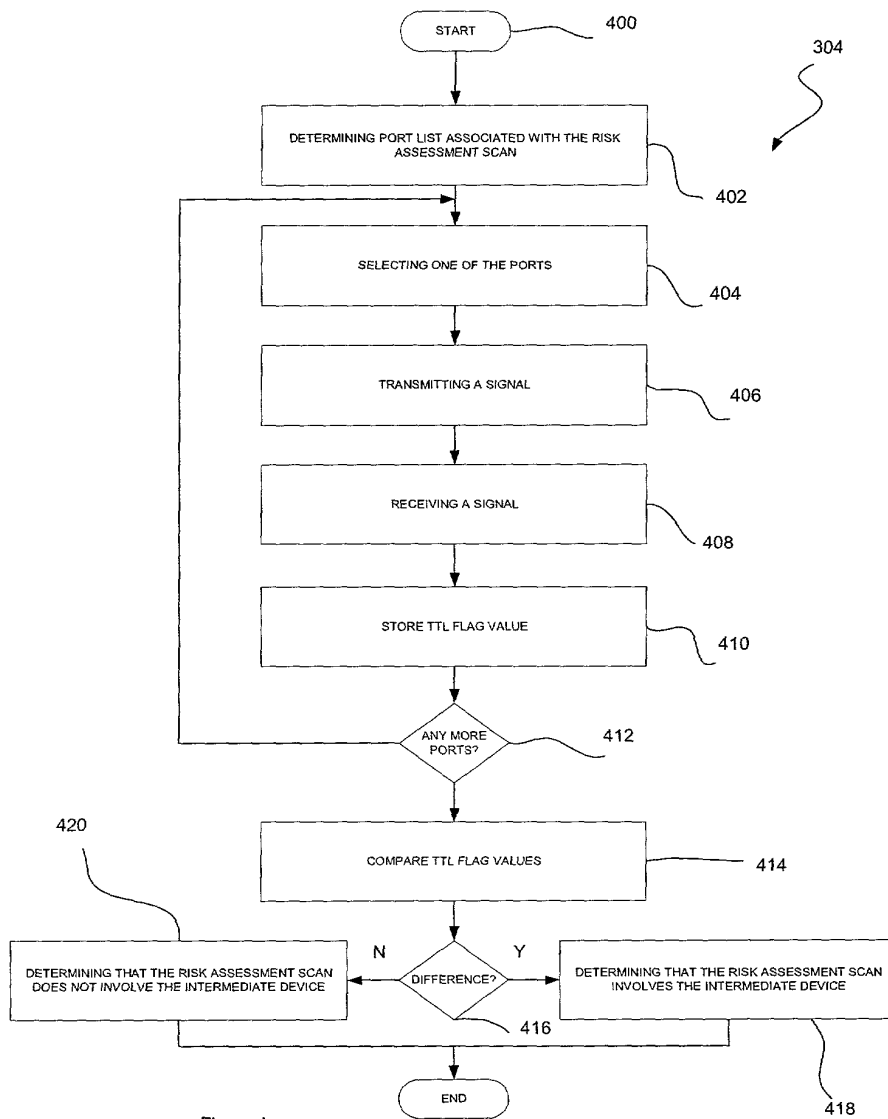 START
400
304
DETERMINING PORT LIST ASSOCIATED WITH THE RISK
ASSESSMENT SCAN
402
SELECTING ONE OF THE PORTS
404
TRANSMITTING A SIGNAL
406
RECEIVING A SIGNAL
408
STORE TTL FLAG VALUE
410
ANY MORE
PORTS?
412
COMPARE TTL FLAG VALUES
414
420
N
Y
DETERMINING THAT THE RISK ASSESSMENT SCAN
DOES NOT INVOLVE THE INTERMEDIATE DEVICE
DIFFERENCE?
DETERMINING THAT THE RISK ASSESSMENT SCAN
INVOLVES THE INTERMEDIATE DEVICE
416
END
418